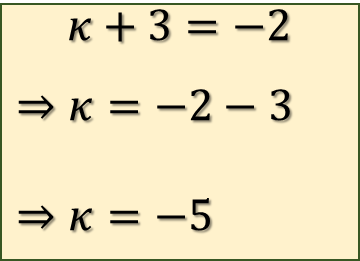 κ + 3 = −2
⇒ κ = −2 − 3
⇒ κ = −5